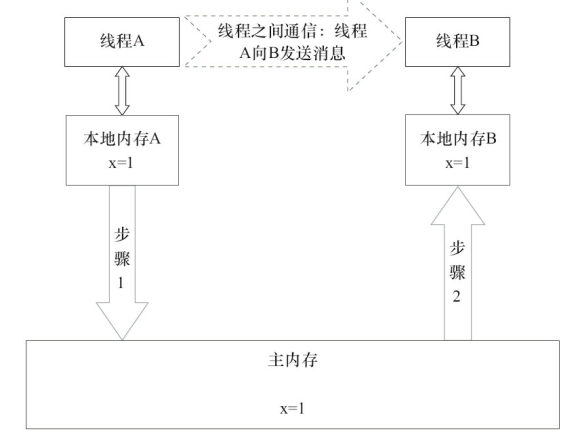 线程A
线程之间通信：线程
A向B发送消息
线程B
本地内存A
x=1
本地内存B
x=1
步
骤
1
步
骤
2
主内存
x=1